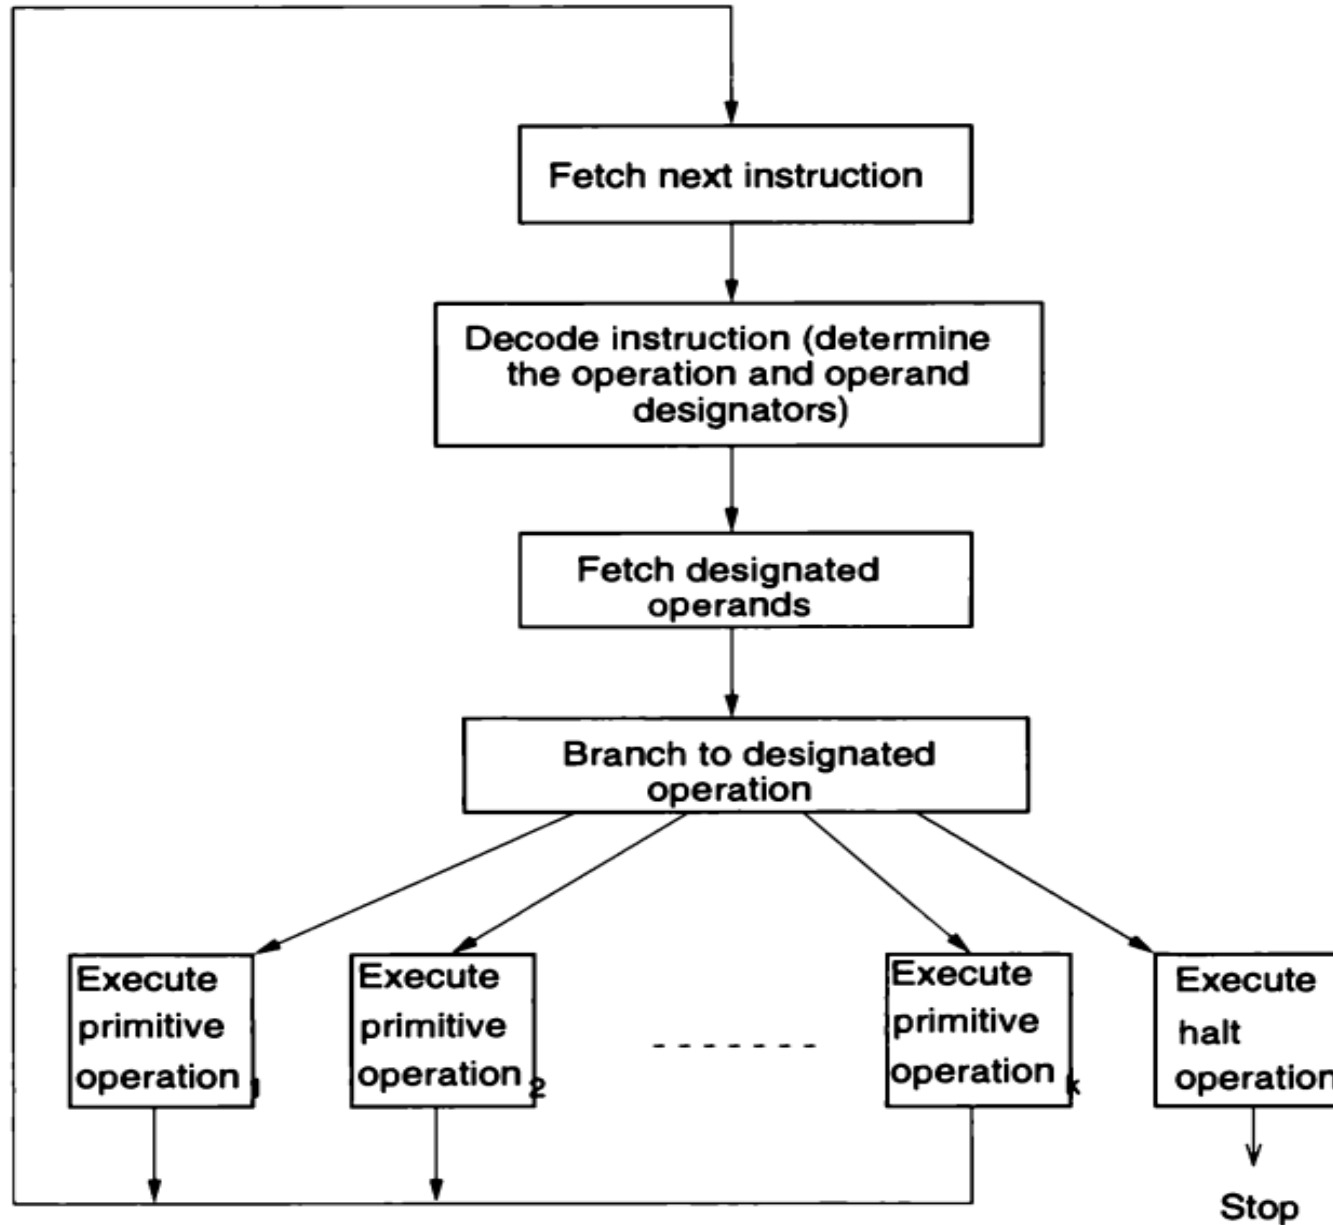 Fetch next instruction
Decode instruction (determine
the operation and operand
designators)
Fetch designated
operands
Branch to designated
operation
Execute
primitive
operation 1
Execute
primitive
operation 2
Execute
primitive
operation k
Execute
halt
operation
Stop